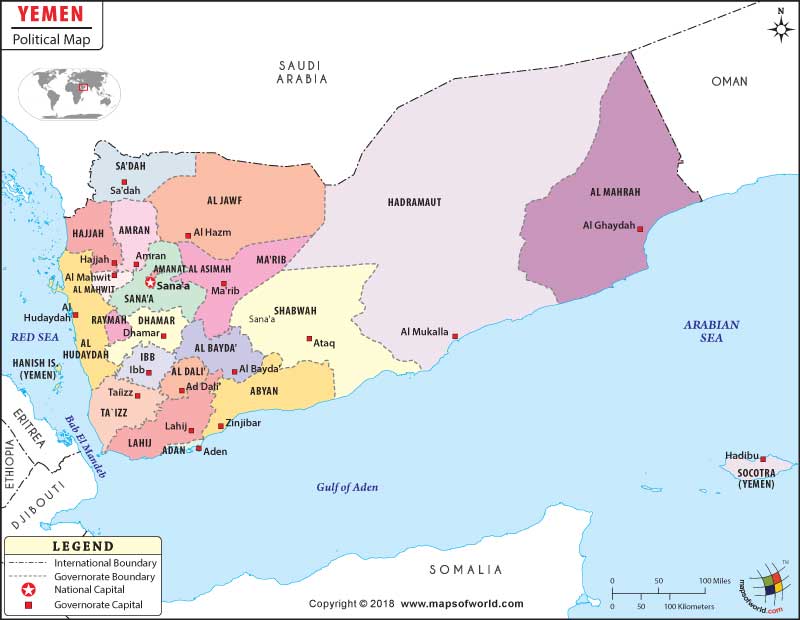 YEMEN
Political Map
N
SAUDI
ARABIA
OMAN
SA'DAH
Sa'dah
AL JAWF
HADRAMAUT
AL MAHRAH
HAJJAH
AMRAN
Al Hazm
Al Ghaydah
Hajjah
Amran
MA'RIB
AMANAT AL ASIMAH
Al Mahwit
Sana'a
AL MAHWIT
Ma'rib
SANA'A
Al
Hudaydah
RAYMAH
DHAMAR
Sana'a
SHABWAH
Dhamar
Al Mukalla
ARABIAN
SEA
RED SEA
AL
HUDAYDAH
AL BAYDA'
Ataq
HANISH IS.
(YEMEN)
IBB
Ibb
AL DALI'
Al Bayda'
Taiizz
Ad Dali'
ABYAN
TA`IZZ
Lahij
Zinjibar
LAHIJ
ADAN
Aden
ERITREA
Bab El Mandeb
ETHIOPIA
DJIBOUTI
Hadibu
SOCOTRA
(YEMEN)
Gulf of Aden
SOMALIA
LEGEND
International Boundary
Governorate Boundary
National Capital
Governorate Capital
Copyright © 2018 www.mapsofworld.com
0 50 100 Miles
0 50 100 Kilometers
mapsofworld.com
TM